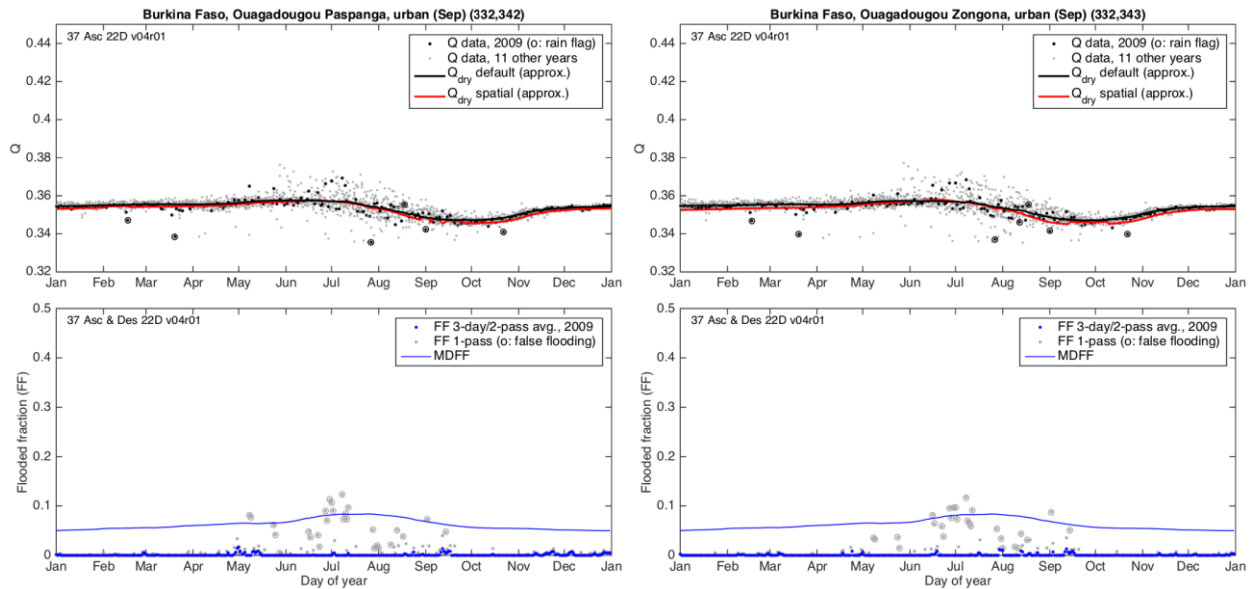 Burkina Faso, Ouagadougou Paspanga, urban (Sep) (332,342)
37 Asc 22D v04r01
Q data, 2009 (o: rain flag)
Q data, 11 other years
Qdry default (approx.)
Qdry spatial (approx.)
Q
0.44
0.42
0.4
0.38
0.36
0.34
0.32
Jan Feb Mar Apr May Jun Jul Aug Sep Oct Nov Dec Jan
Burkina Faso, Ouagadougou Zongona, urban (Sep) (332,343)
37 Asc 22D v04r01
Q data, 2009 (o: rain flag)
Q data, 11 other years
Qdry default (approx.)
Qdry spatial (approx.)
Q
0.44
0.42
0.4
0.38
0.36
0.34
0.32
Jan Feb Mar Apr May Jun Jul Aug Sep Oct Nov Dec Jan
37 Asc & Des 22D v04r01
FF 3-day/2-pass avg., 2009
FF 1-pass (o: false flooding)
MDFF
Flooded fraction (FF)
0.5
0.4
0.3
0.2
0.1
0
Jan Feb Mar Apr May Jun Jul Aug Sep Oct Nov Dec Jan
Day of year
37 Asc & Des 22D v04r01
FF 3-day/2-pass avg., 2009
FF 1-pass (o: false flooding)
MDFF
Flooded fraction (FF)
0.5
0.4
0.3
0.2
0.1
0
Jan Feb Mar Apr May Jun Jul Aug Sep Oct Nov Dec Jan
Day of year